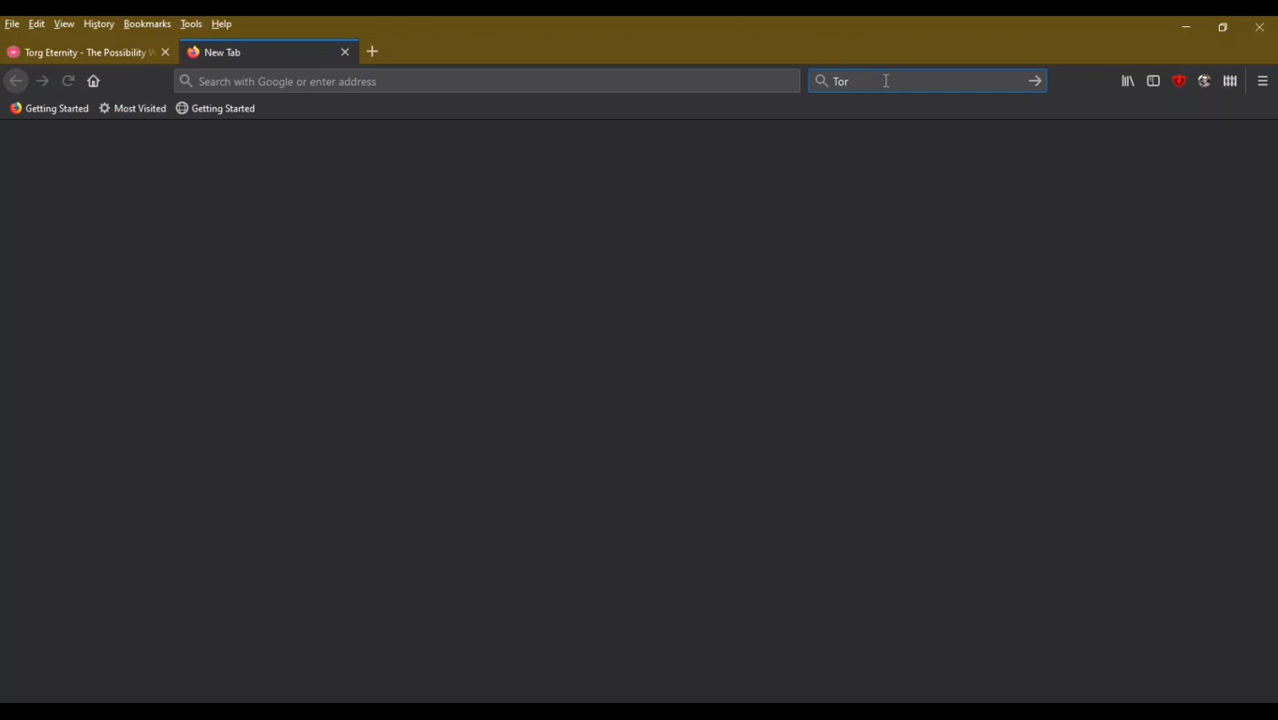 File Edit View History Bookmarks Tools Help
Torg Eternity - The Possibility New Tab
Search with Google or enter address Tor
Getting Started Most Visited Getting Started